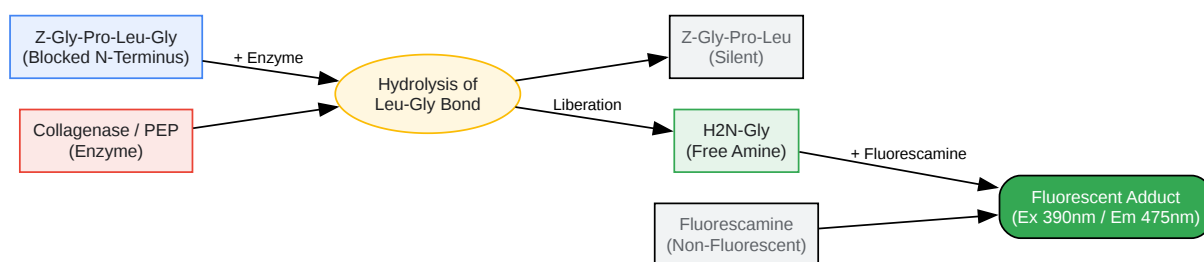 Z-Gly-Pro-Leu-Gly
(Blocked N-Terminus)
+ Enzyme
Collagenase / PEP
(Enzyme)
Hydrolysis of
Leu-Gly Bond
Z-Gly-Pro-Leu
(Silent)
Liberation
H2N-Gly
(Free Amine)
+ Fluorescamine
Fluorescamine
(Non-Fluorescent)
Fluorescent Adduct
(Ex 390nm / Em 475nm)